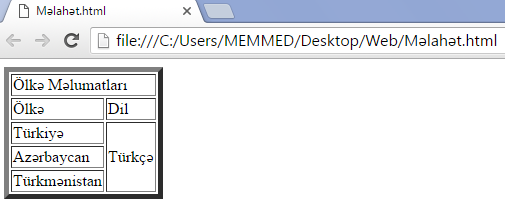 Məlahət.html
file:///C:/Users/MEMMED/Desktop/Web/Məlahət.html
Ölkə Məlumatları
Ölkə Dil
Türkiyə
Azərbaycan Türkçə
Türkmənistan